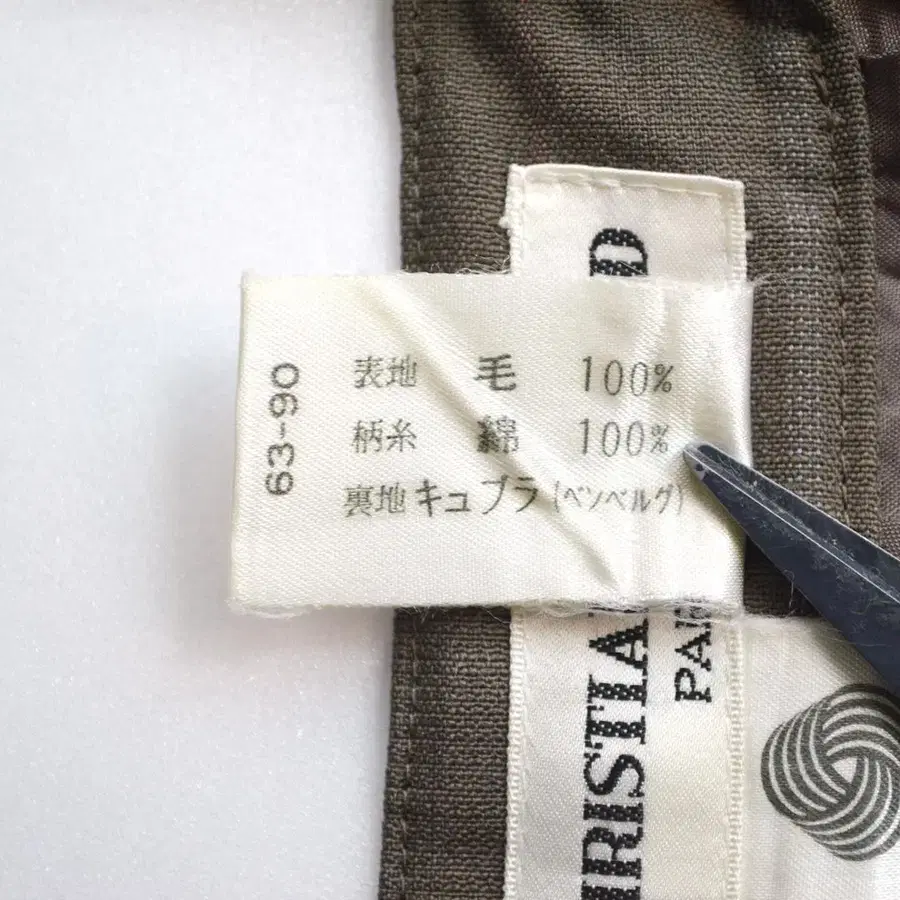 63-90
表地 毛 100%
柄糸 綿 100%
裏地 キュプラ (ベンベルグ)